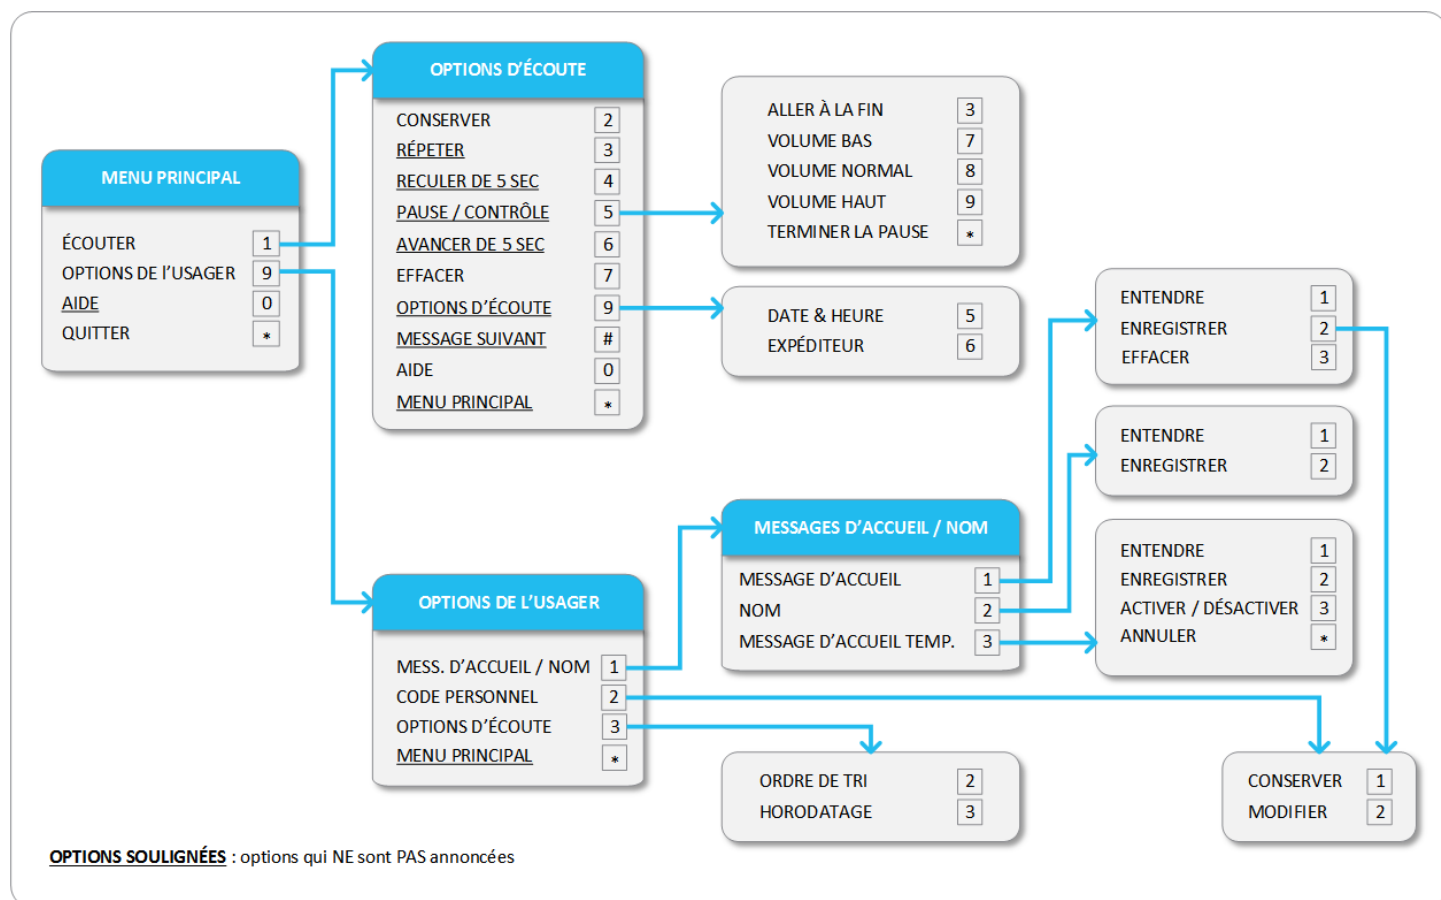 MENU PRINCIPAL
ÉCOUTER 1
OPTIONS DE l'USAGER 9
AIDE 0
QUITTER *
OPTIONS D'ÉCOUTE
CONSERVER 2
RÉPETER 3
RECULER DE 5 SEC 4
PAUSE / CONTRÔLE 5
AVANCER DE 5 SEC 6
EFFACER 7
OPTIONS D'ÉCOUTE 9
MESSAGE SUIVANT #
AIDE 0
MENU PRINCIPAL *
ALLER À LA FIN 3
VOLUME BAS 7
VOLUME NORMAL 8
VOLUME HAUT 9
TERMINER LA PAUSE *
DATE & HEURE 5
EXPÉDITEUR 6
OPTIONS DE L'USAGER
MESS. D'ACCUEIL / NOM 1
CODE PERSONNEL 2
OPTIONS D'ÉCOUTE 3
MENU PRINCIPAL *
MESSAGES D'ACCUEIL / NOM
MESSAGE D'ACCUEIL 1
NOM 2
MESSAGE D'ACCUEIL TEMP. 3
ENTENDRE 1
ENREGISTRER 2
EFFACER 3
ENTENDRE 1
ENREGISTRER 2
ENTENDRE 1
ENREGISTRER 2
ACTIVER / DÉSACTIVER 3
ANNULER *
ORDRE DE TRI 2
HORODATAGE 3
CONSERVER 1
MODIFIER 2
OPTIONS SOULIGNÉES : options qui NE sont PAS annoncées